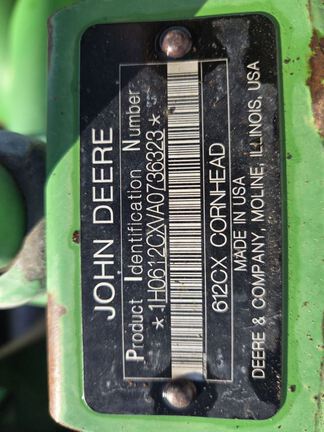 JOHN DEERE
Product Identification Number
*1H0612CXVA0736323*
612CX CORNHEAD
MADE IN USA
DEERE & COMPANY, MOLINE, ILLINOIS, USA